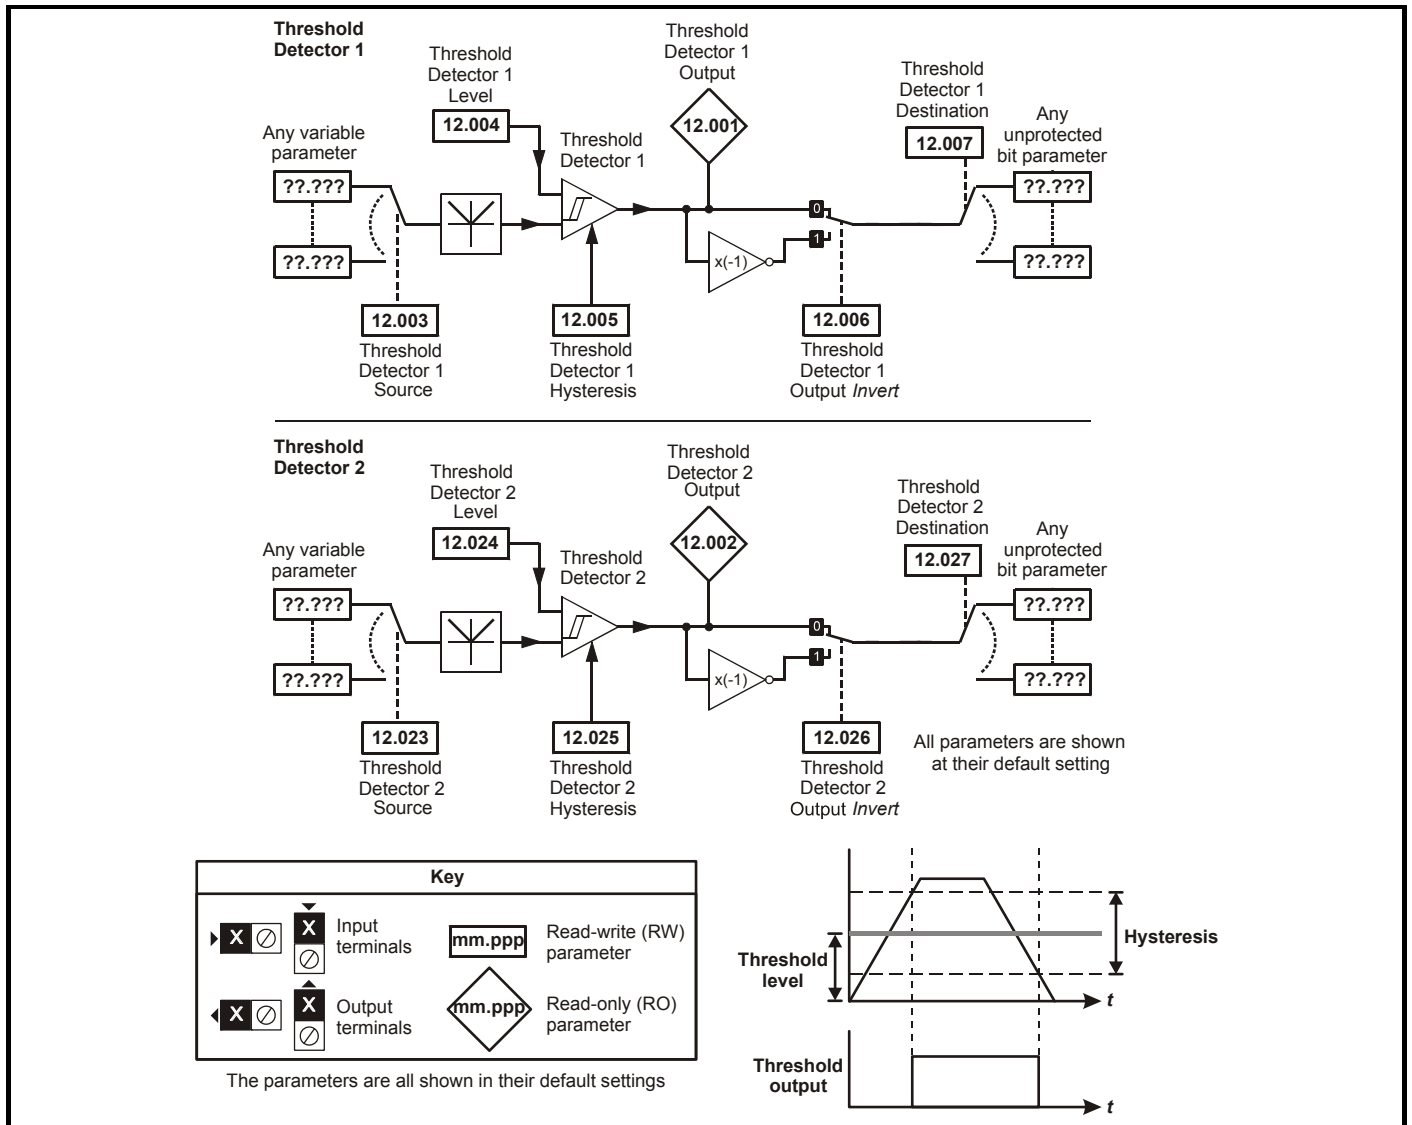 Threshold
Detector 1
Threshold
Detector 1
Level
12.004
Threshold
Detector 1
Output
12.001
Threshold
Detector 1
Destination
12.007
Any variable
parameter
??.???
??.???
Threshold
Detector 1
Any
unprotected
bit parameter
??.???
??.???
0
1
x(-1)
12.003
Threshold
Detector 1
Source
12.005
Threshold
Detector 1
Hysteresis
12.006
Threshold
Detector 1
Output Invert
Threshold
Detector 2
Threshold
Detector 2
Level
12.024
Threshold
Detector 2
Output
12.002
Threshold
Detector 2
Destination
12.027
Any variable
parameter
??.???
??.???
Threshold
Detector 2
Any
unprotected
bit parameter
??.???
??.???
0
1
x(-1)
12.023
Threshold
Detector 2
Source
12.025
Threshold
Detector 2
Hysteresis
12.026
Threshold
Detector 2
Output Invert
All parameters are shown
at their default setting
Key
X
X
Input
terminals
mm.ppp
Read-write (RW)
parameter
X
X
Output
terminals
mm.ppp
Read-only (RO)
parameter
The parameters are all shown in their default settings
Threshold
level
Hysteresis
t
Threshold
output
t